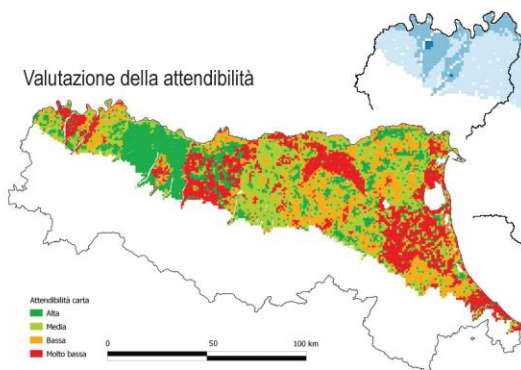 Valutazione della attendibilità
Attendibilità carta
Alta
Media
Bassa
Molto bassa
0 50 100 km